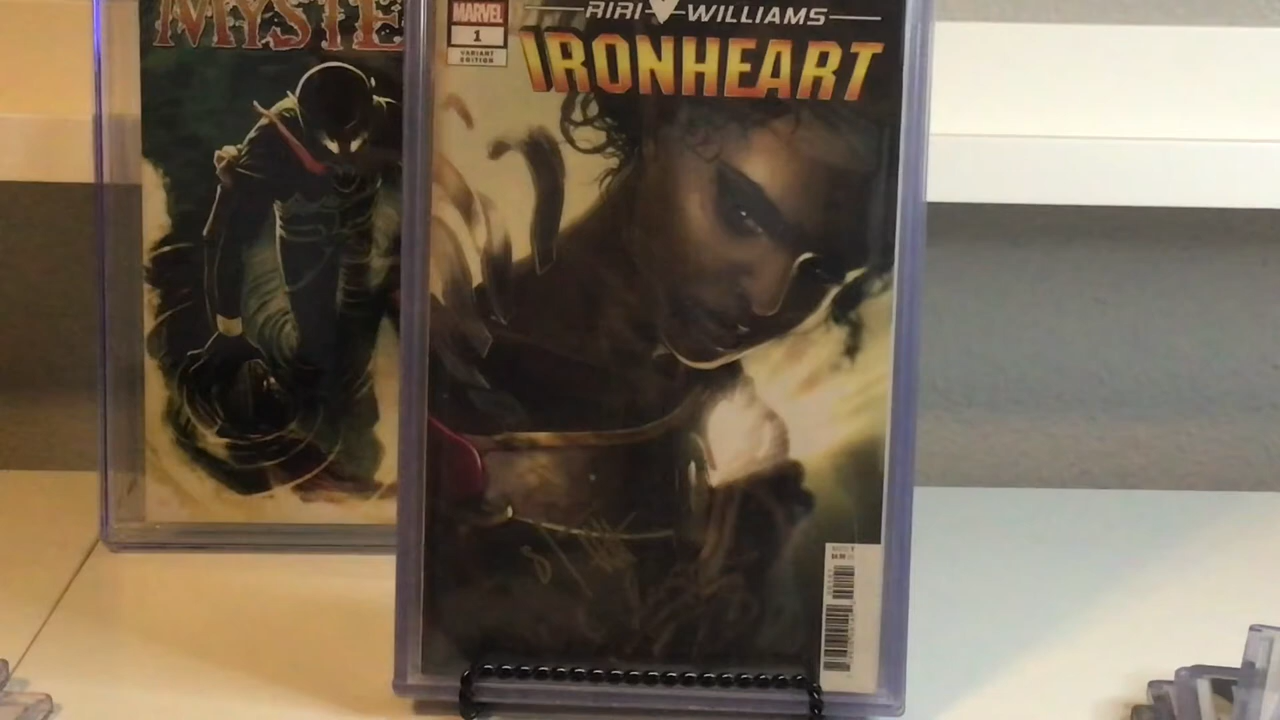 MYSTE
MARVEL
1
VARIANT
EDITION
RIRI WILLIAMS
IRONHEART